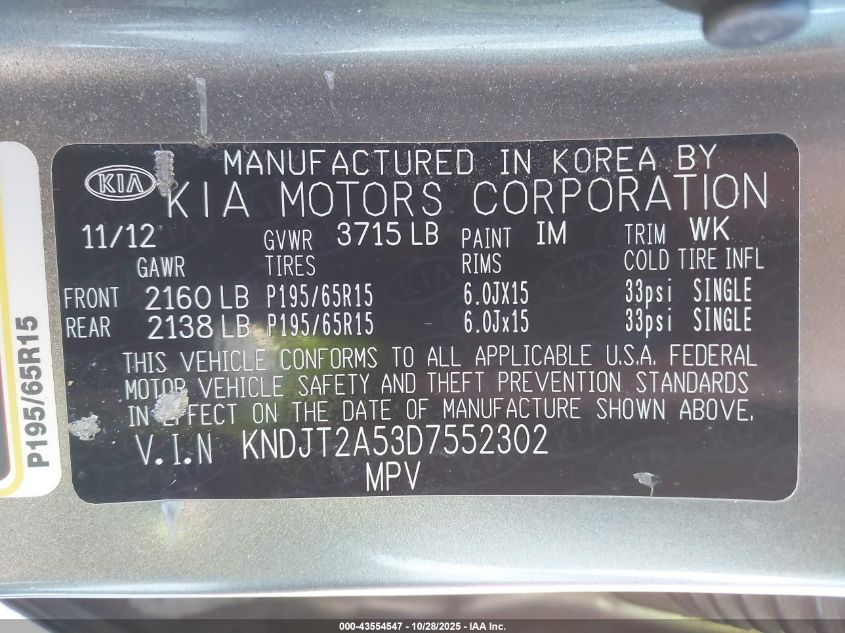 MANUFACTURED IN KOREA BY
KIA
KIA MOTORS CORPORATION
11/12 GVWR 3715 LB PAINT IM TRIM WK
GAWR TIRES RIMS COLD TIRE INFL
FRONT 2160 LB P195/65R15 6.0JX15 33psi SINGLE
REAR 2138 LB P195/65R15 6.0Jx15 33psi SINGLE
THIS VEHICLE CONFORMS TO ALL APPLICABLE U.S.A. FEDERAL
MOTOR VEHICLE SAFETY AND THEFT PREVENTION STANDARDS
IN EFFECT ON THE DATE OF MANUFACTURE SHOWN ABOVE.
V.I.N KNDJT2A53D7552302
MPV
P195/65R15
000-43554547 - 10/28/2025 - IAA Inc.